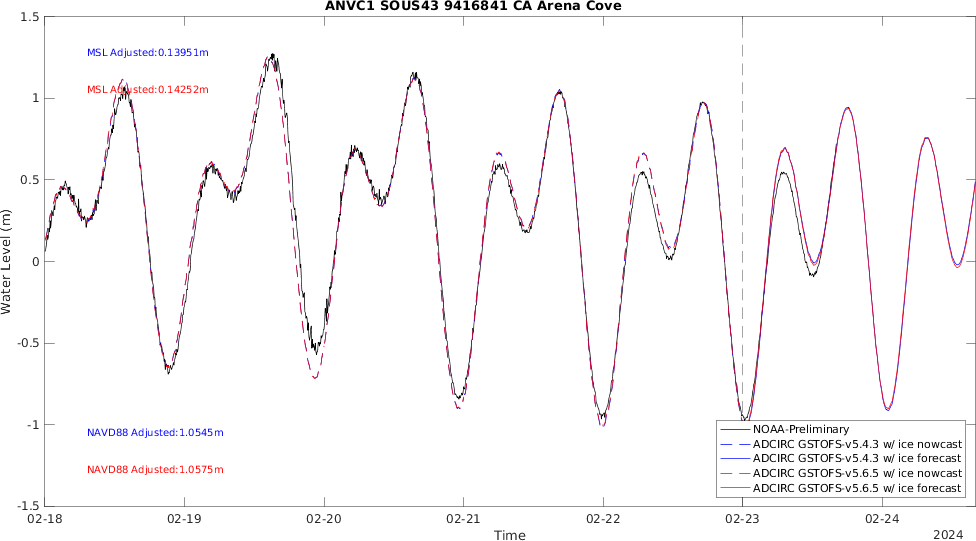 ANVC1 SOUS43 9416841 CA Arena Cove
1.5
1
0.5
0
-0.5
-1
-1.5
Water Level (m)
MSL Adjusted:0.13951m
MSL Adjusted:0.14252m
NAVD88 Adjusted:1.0545m
NAVD88 Adjusted:1.0575m
NOAA-Preliminary
ADCIRC GSTOFS-v5.4.3 w/ ice nowcast
ADCIRC GSTOFS-v5.4.3 w/ ice forecast
ADCIRC GSTOFS-v5.6.5 w/ ice nowcast
ADCIRC GSTOFS-v5.6.5 w/ ice forecast
02-18 02-19 02-20 02-21 02-22 02-23 02-24
Time
2024